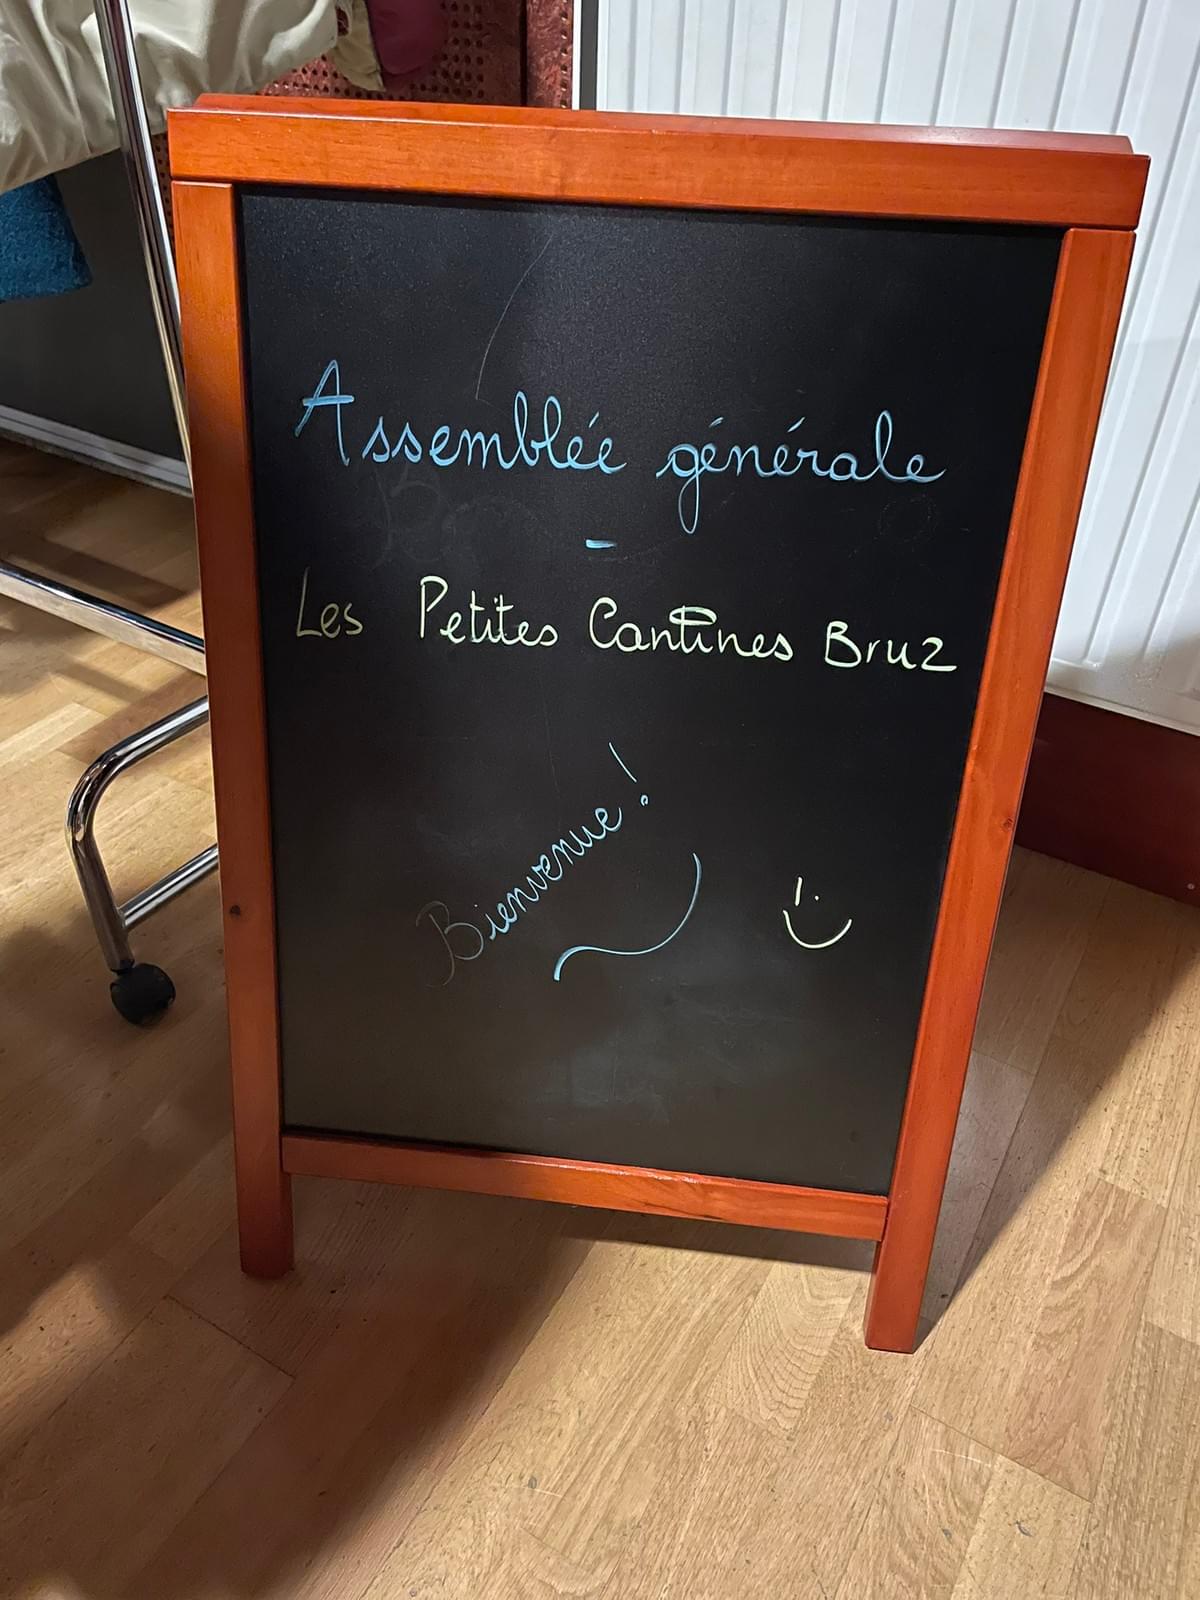 Assemblée générale
-
Les Petites Cantines Bruz
Bienvenue !